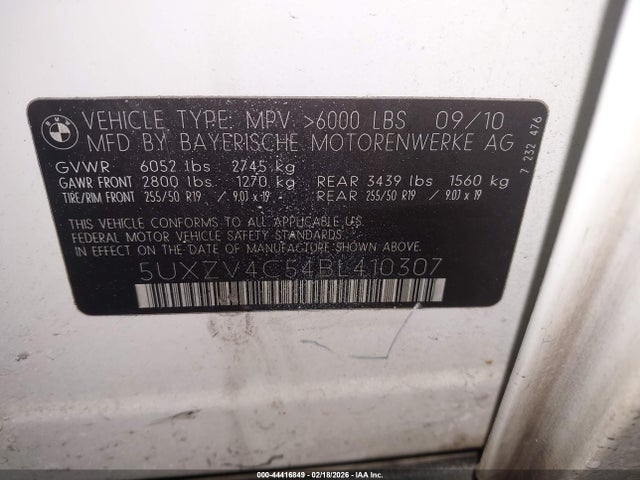 BMW
VEHICLE TYPE: MPV >6000 LBS 09/10
MFD BY BAYERISCHE MOTORENWERKE AG
GVWR 6052 lbs 2745 kg
GAWR FRONT 2800 lbs 1270 kg REAR 3439 lbs 1560 kg
TIRE/RIM FRONT 255/50 R19 / 9.0J x 19 REAR 255/50 R19 / 9.0J x 19
THIS VEHICLE CONFORMS TO ALL APPLICABLE U.S.
FEDERAL MOTOR VEHICLE SAFETY STANDARDS
IN EFFECT ON THE DATE OF MANUFACTURE SHOWN ABOVE.
5UXZV4C54BL410307
7 232 476
000-44416849 | 02/18/2026 - IAA Inc.